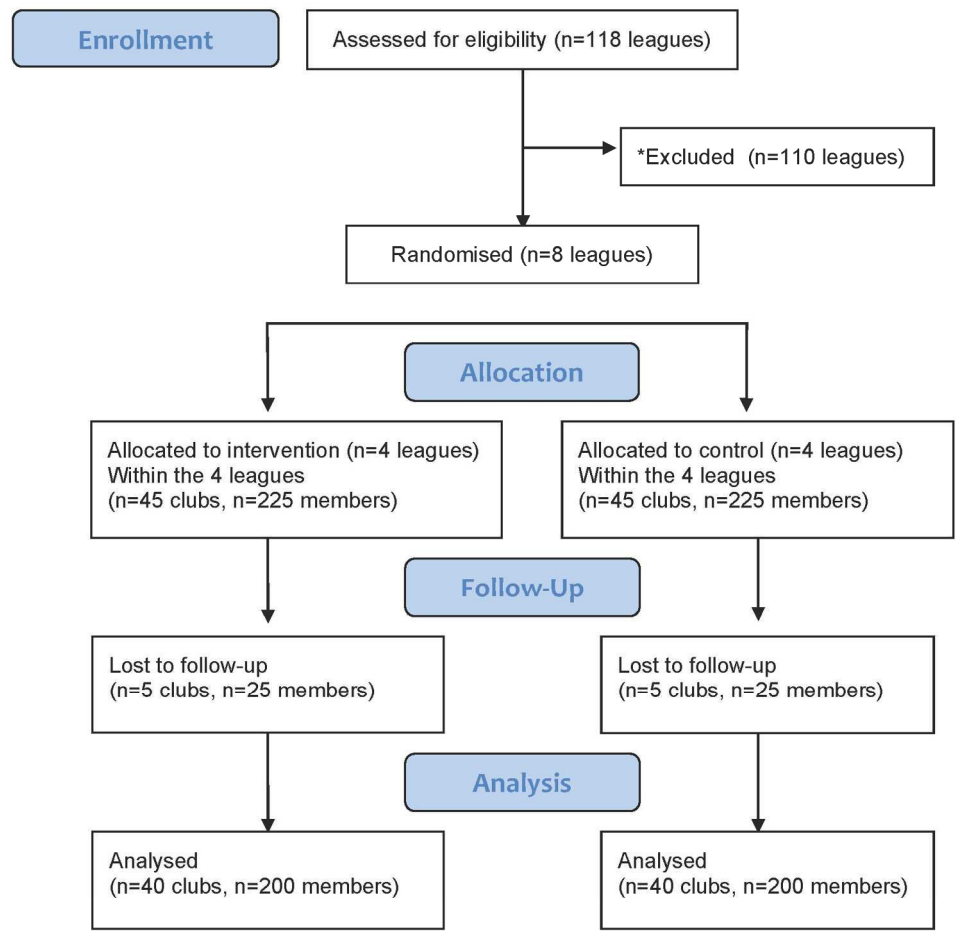 Enrollment
Assessed for eligibility (n=118 leagues)
*Excluded (n=110 leagues)
Randomised (n=8 leagues)
Allocation
Allocated to intervention (n=4 leagues)
Within the 4 leagues
(n=45 clubs, n=225 members)
Allocated to control (n=4 leagues)
Within the 4 leagues
(n=45 clubs, n=225 members)
Follow-Up
Lost to follow-up
(n=5 clubs, n=25 members)
Lost to follow-up
(n=5 clubs, n=25 members)
Analysis
Analysed
(n=40 clubs, n=200 members)
Analysed
(n=40 clubs, n=200 members)